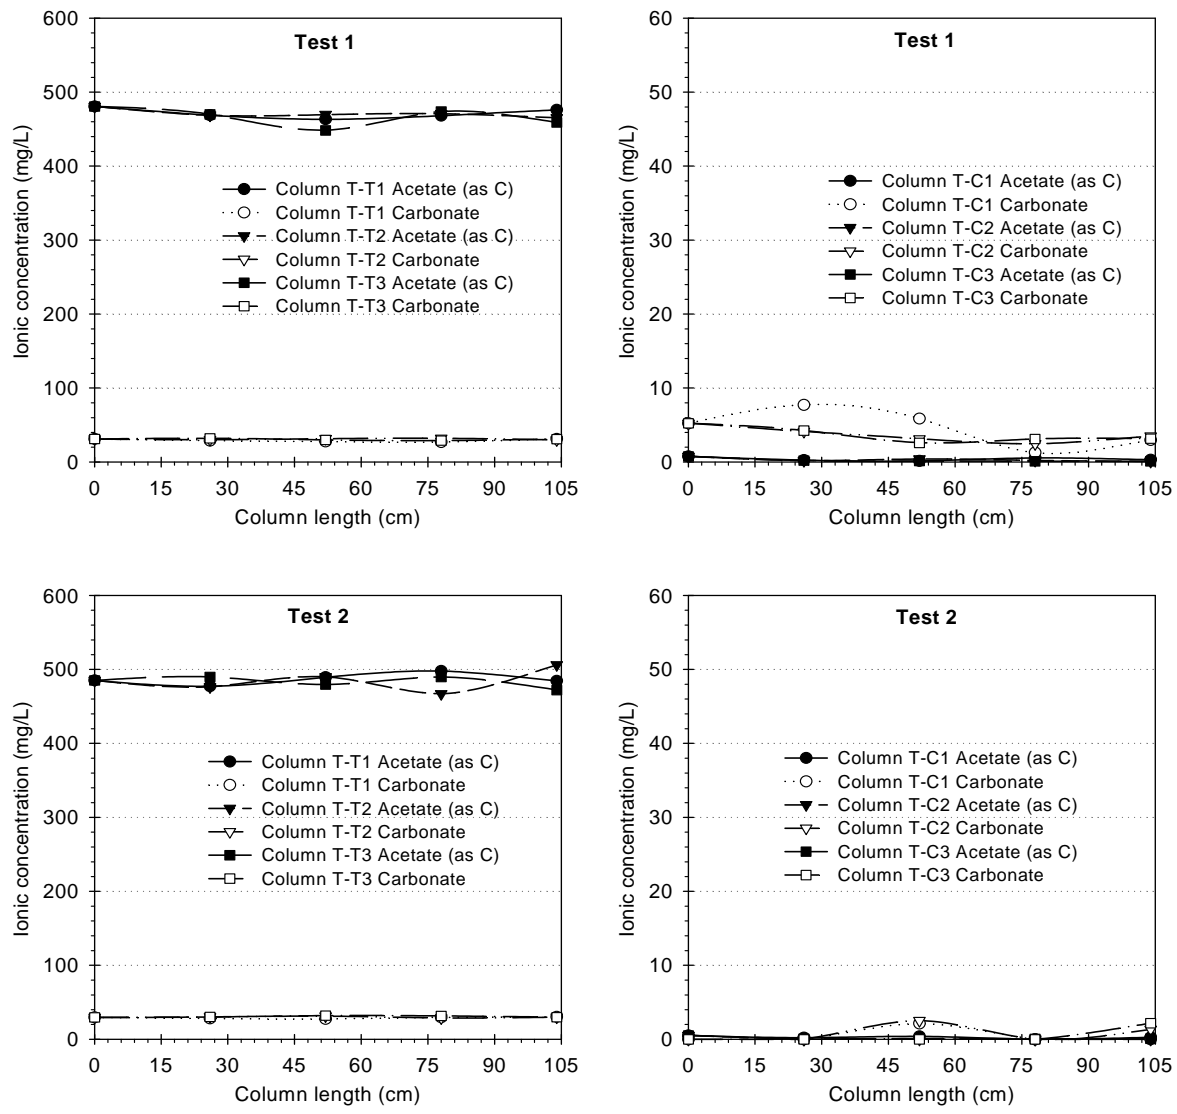 Test 1
Ionic concentration (mg/L)
600
500
400
300
200
100
0
Column T-T1 Acetate (as C)
Column T-T1 Carbonate
Column T-T2 Acetate (as C)
Column T-T2 Carbonate
Column T-T3 Acetate (as C)
Column T-T3 Carbonate
0 15 30 45 60 75 90 105
Column length (cm)
Test 1
Ionic concentration (mg/L)
60
50
40
30
20
10
0
Column T-C1 Acetate (as C)
Column T-C1 Carbonate
Column T-C2 Acetate (as C)
Column T-C2 Carbonate
Column T-C3 Acetate (as C)
Column T-C3 Carbonate
0 15 30 45 60 75 90 105
Column length (cm)
Test 2
Ionic concentration (mg/L)
600
500
400
300
200
100
0
Column T-T1 Acetate (as C)
Column T-T1 Carbonate
Column T-T2 Acetate (as C)
Column T-T2 Carbonate
Column T-T3 Acetate (as C)
Column T-T3 Carbonate
0 15 30 45 60 75 90 105
Column length (cm)
Test 2
Ionic concentration (mg/L)
60
50
40
30
20
10
0
Column T-C1 Acetate (as C)
Column T-C1 Carbonate
Column T-C2 Acetate (as C)
Column T-C2 Carbonate
Column T-C3 Acetate (as C)
Column T-C3 Carbonate
0 15 30 45 60 75 90 105
Column length (cm)